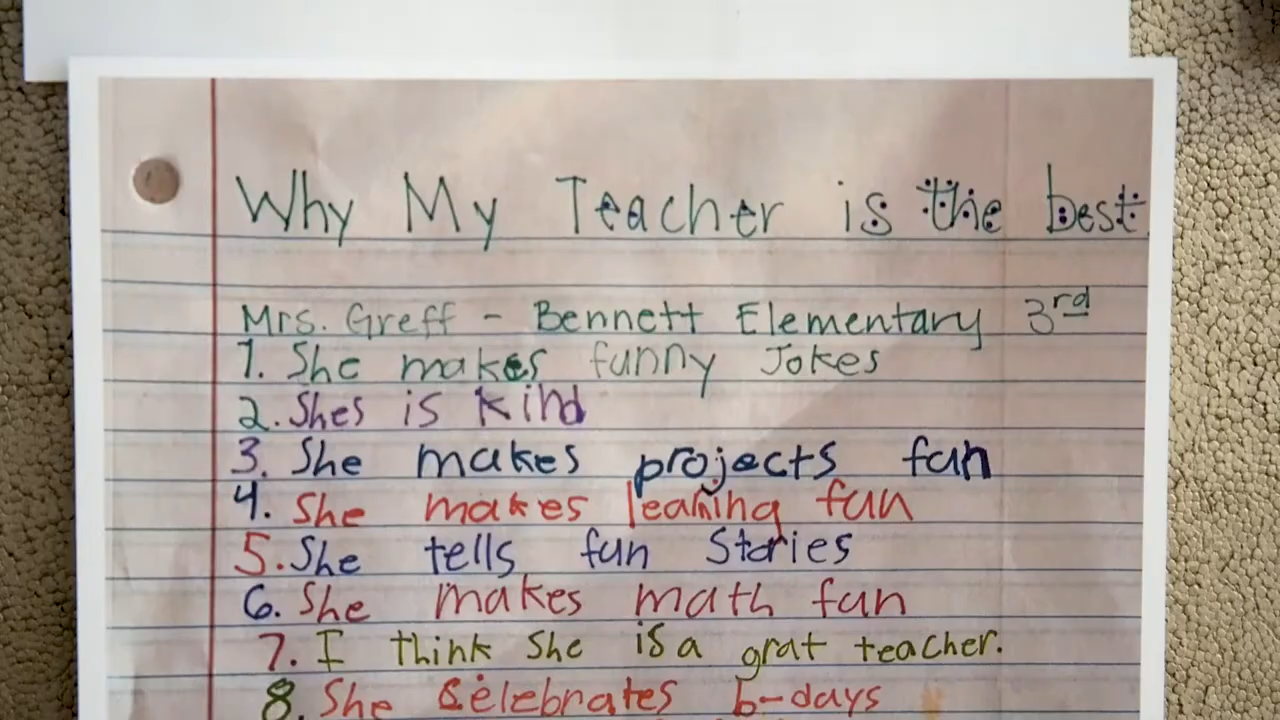 Why My Teacher is the best
Mrs. Greff - Bennett Elementary 3rd
1. She makes funny Jokes
2. Shes is kind
3. She makes projects fun
4. She makes learning fun
5. She tells fun Stories
6. She makes math fun
7. I think She is a grat teacher.
8. She celebrates b-days